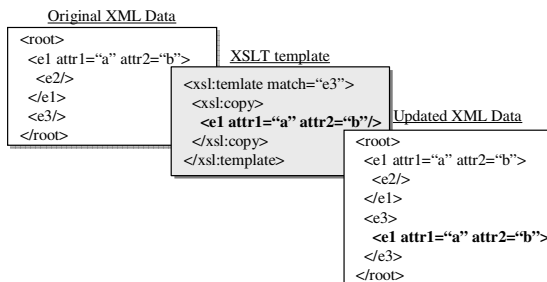 Original XML Data
<root>
<e1 attr1=“a” attr2=“b”>
<e2/>
</e1>
<e3/>
</root>
XSLT template
<xsl:temlate match=“e3”>
<xsl:copy>
<e1 attr1=“a” attr2=“b”/>
</xsl:copy>
</xsl:template>
Updated XML Data
<root>
<e1 attr1=“a” attr2=“b”>
<e2/>
</e1>
<e3>
<e1 attr1=“a” attr2=“b”>
</e3>
</root>